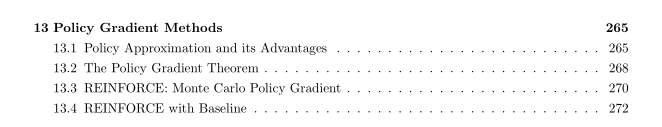 13 Policy Gradient Methods 265
13.1 Policy Approximation and its Advantages . . . . . . . . . . . . . . . . . . . . . . . . . . 265
13.2 The Policy Gradient Theorem . . . . . . . . . . . . . . . . . . . . . . . . . . . . . . . . 268
13.3 REINFORCE: Monte Carlo Policy Gradient . . . . . . . . . . . . . . . . . . . . . . . . . 270
13.4 REINFORCE with Baseline . . . . . . . . . . . . . . . . . . . . . . . . . . . . . . . . . 272